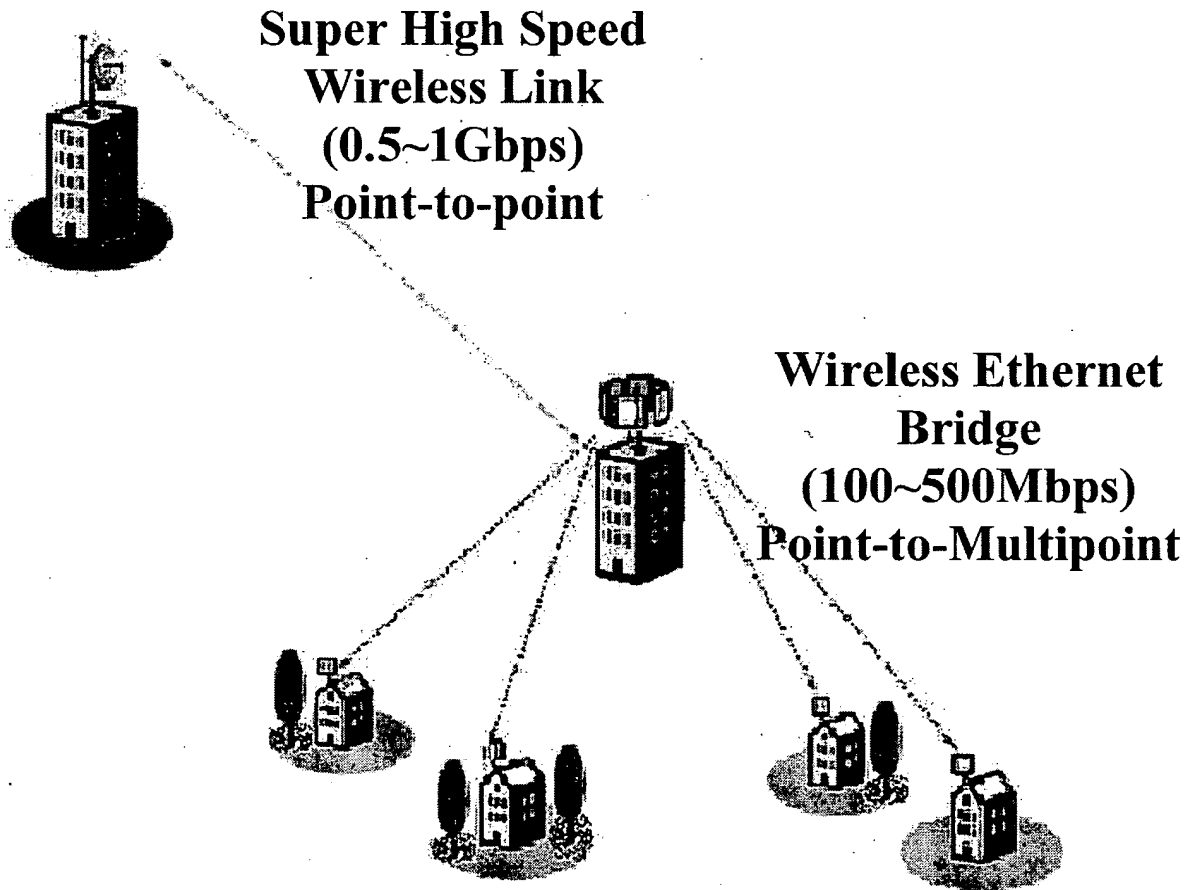 Super High Speed
Wireless Link
(0.5~1Gbps)
Point-to-point
Wireless Ethernet
Bridge
(100~500Mbps)
Point-to-Multipoint